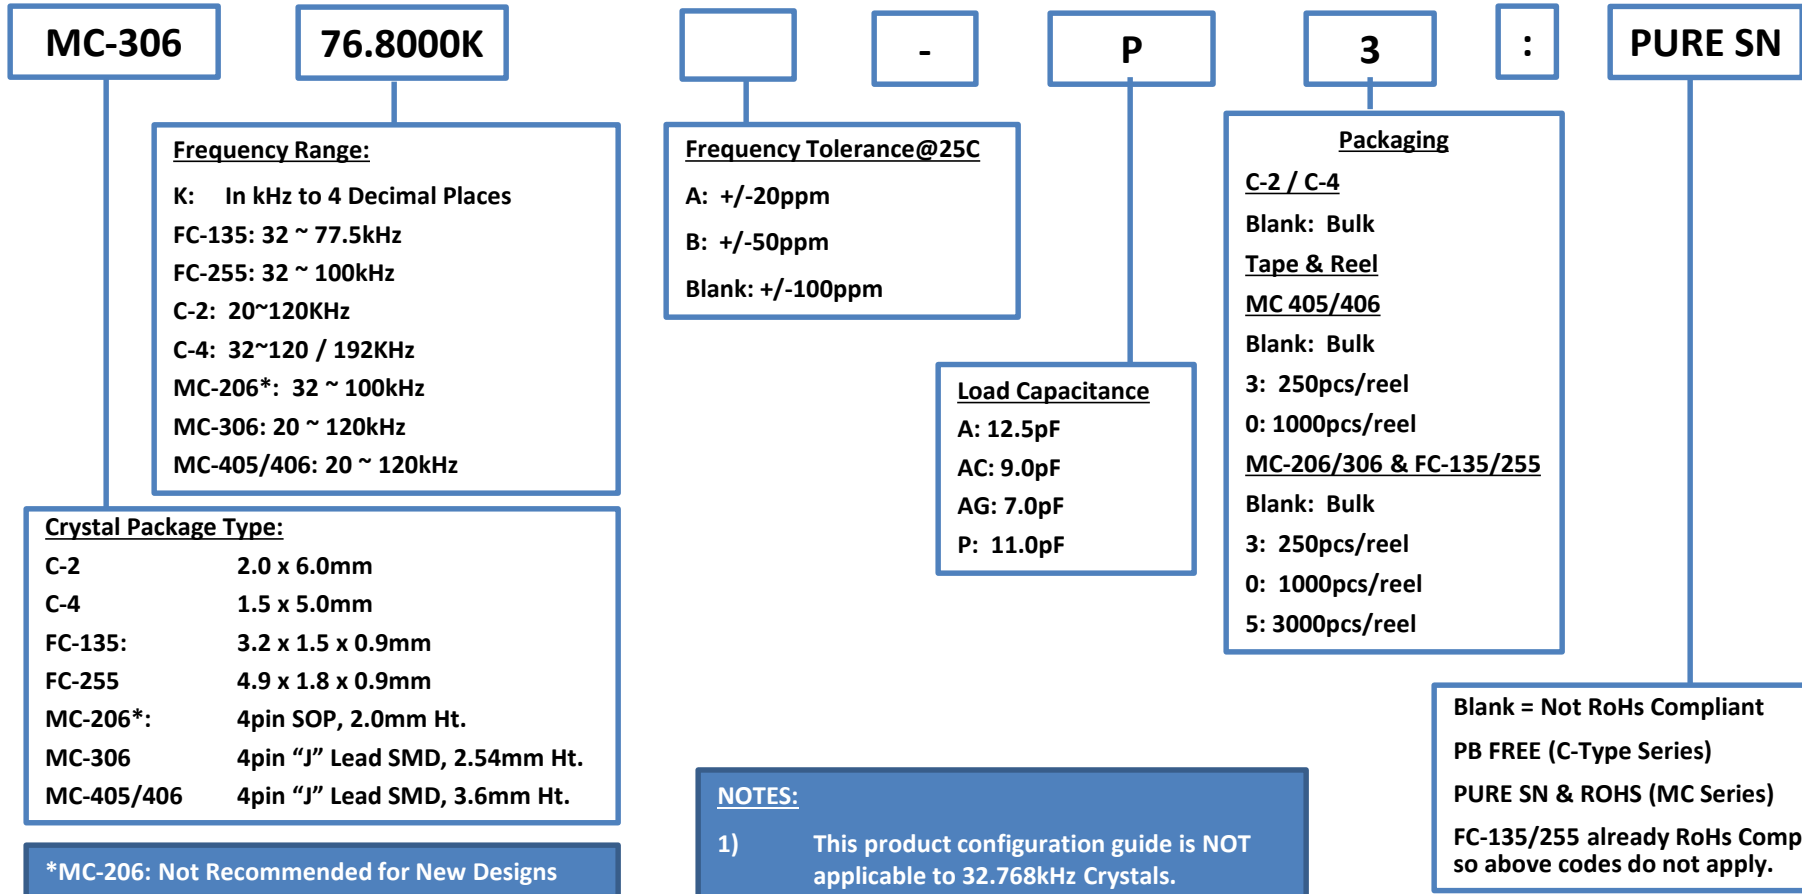 MC-306
76.8000K
-
P
3
:
PURE SN
Frequency Range:
K: In kHz to 4 Decimal Places
FC-135: 32 ~ 77.5kHz
FC-255: 32 ~ 100kHz
C-2: 20~120KHz
C-4: 32~120 / 192KHz
MC-206*: 32 ~ 100kHz
MC-306: 20 ~ 120kHz
MC-405/406: 20 ~ 120kHz
Frequency Tolerance@25C
A: +/-20ppm
B: +/-50ppm
Blank: +/-100ppm
Packaging
C-2 / C-4
Blank: Bulk
Tape & Reel
MC 405/406
Blank: Bulk
3: 250pcs/reel
0: 1000pcs/reel
MC-206/306 & FC-135/255
Blank: Bulk
3: 250pcs/reel
0: 1000pcs/reel
5: 3000pcs/reel
Load Capacitance
A: 12.5pF
AC: 9.0pF
AG: 7.0pF
P: 11.0pF
Crystal Package Type:
C-2 2.0 x 6.0mm
C-4 1.5 x 5.0mm
FC-135: 3.2 x 1.5 x 0.9mm
FC-255 4.9 x 1.8 x 0.9mm
MC-206*: 4pin SOP, 2.0mm Ht.
MC-306 4pin “J” Lead SMD, 2.54mm Ht.
MC-405/406 4pin “J” Lead SMD, 3.6mm Ht.
Blank = Not RoHs Compliant
PB FREE (C-Type Series)
PURE SN & ROHS (MC Series)
FC-135/255 already RoHs Comp
so above codes do not apply.
*MC-206: Not Recommended for New Designs
NOTES:
1) This product configuration guide is NOT
applicable to 32.768kHz Crystals.